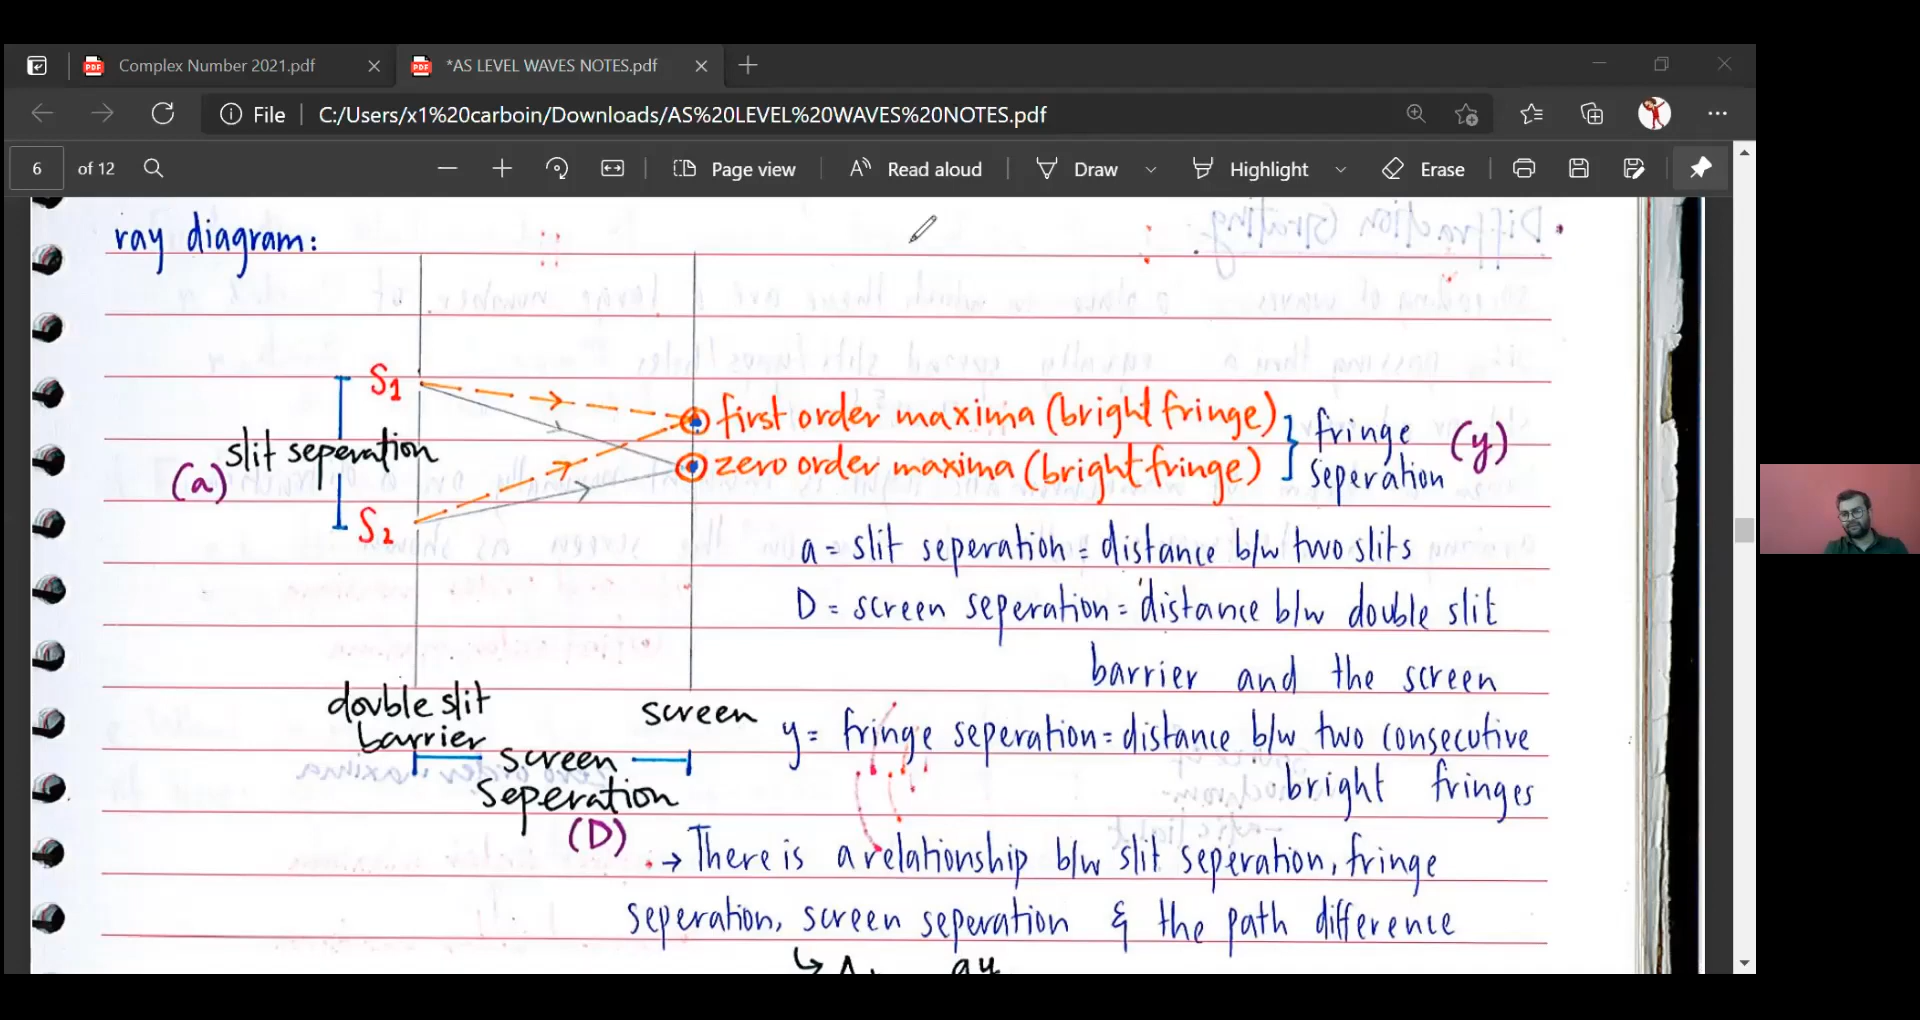 Complex Number 2021.pdf
*AS LEVEL WAVES NOTES.pdf
File
C:/Users/x1%20carboin/Downloads/AS%20LEVEL%20WAVES%20NOTES.pdf
6 of 12
Page view
Read aloud
Draw
Highlight
Erase
ray diagram:
S1
first order maxima (bright fringe)
fringe
seperation
(y)
slit seperation
(a)
zero order maxima (bright fringe)
S2
a = slit seperation = distance b/w two slits
D = screen seperation = distance b/w double slit
barrier and the screen
double slit
barrier
screen
y = fringe seperation = distance b/w two consecutive
bright fringes
screen
seperation
(D)
→ There is a relationship b/w slit seperation, fringe
seperation, screen seperation & the path difference